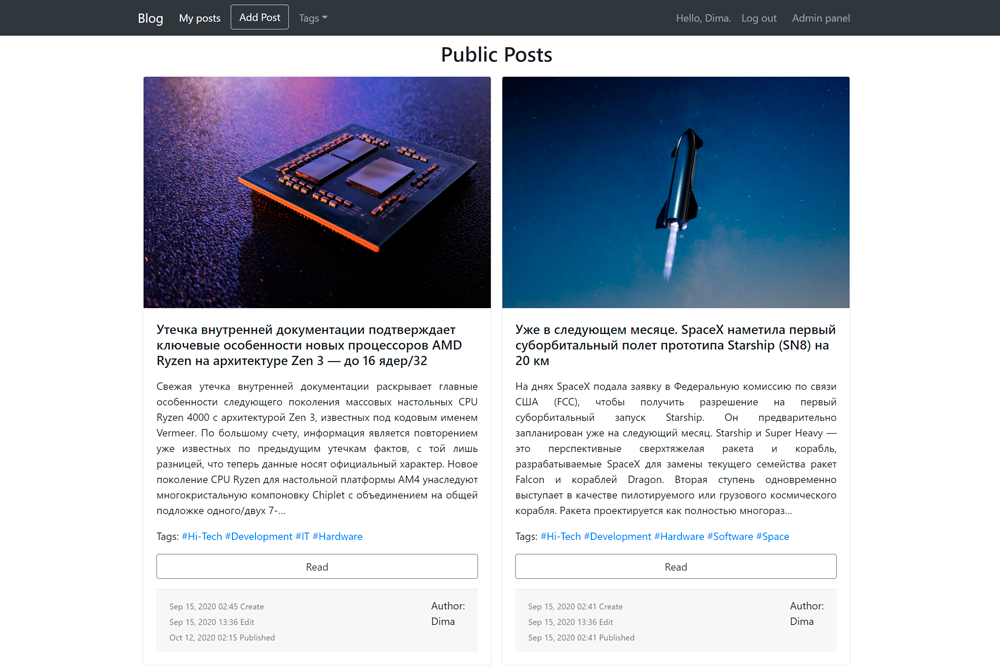 Blog My posts Add Post Tags Hello, Dima. Log out Admin panel
Public Posts
Утечка внутренней документации подтверждает
ключевые особенности новых процессоров AMD
Ryzen на архитектуре Zen 3 — до 16 ядер/32
Свежая утечка внутренней документации раскрывает главные
особенности следующего поколения массовых настольных CPU
Ryzen 4000 с архитектурой Zen 3, известных под кодовым именем
Vermeer. По большому счету, информация является повторением
уже известных по предыдущим утечкам фактов, с той лишь
разницей, что теперь данные носят официальный характер. Новое
поколение CPU Ryzen для настольной платформы AM4 унаследуют
многокристальную компоновку Chiplet с объединением на общей
подложке одного/двух 7-...
Tags: #Hi-Tech #Development #IT #Hardware
Read
Sep 15, 2020 02:45 Create
Sep 15, 2020 13:36 Edit
Oct 12, 2020 02:15 Published
Author:
Dima
Уже в следующем месяце. SpaceX наметила первый
суборбитальный полет прототипа Starship (SN8) на
20 км
На днях SpaceX подала заявку в Федеральную комиссию по связи
США (FCC), чтобы получить разрешение на первый
суборбитальный запуск Starship. Он предварительно
запланирован уже на следующий месяц. Starship и Super Heavy —
это перспективные сверхтяжелая ракета и корабль,
разрабатываемые SpaceX для замены текущего семейства ракет
Falcon и кораблей Dragon. Вторая ступень одновременно
выступает в качестве пилотируемого или грузового космического
корабля. Ракета проектируется как полностью многораз...
Tags: #Hi-Tech #Development #Hardware #Software #Space
Read
Sep 15, 2020 02:41 Create
Sep 15, 2020 13:36 Edit
Sep 15, 2020 02:41 Published
Author:
Dima